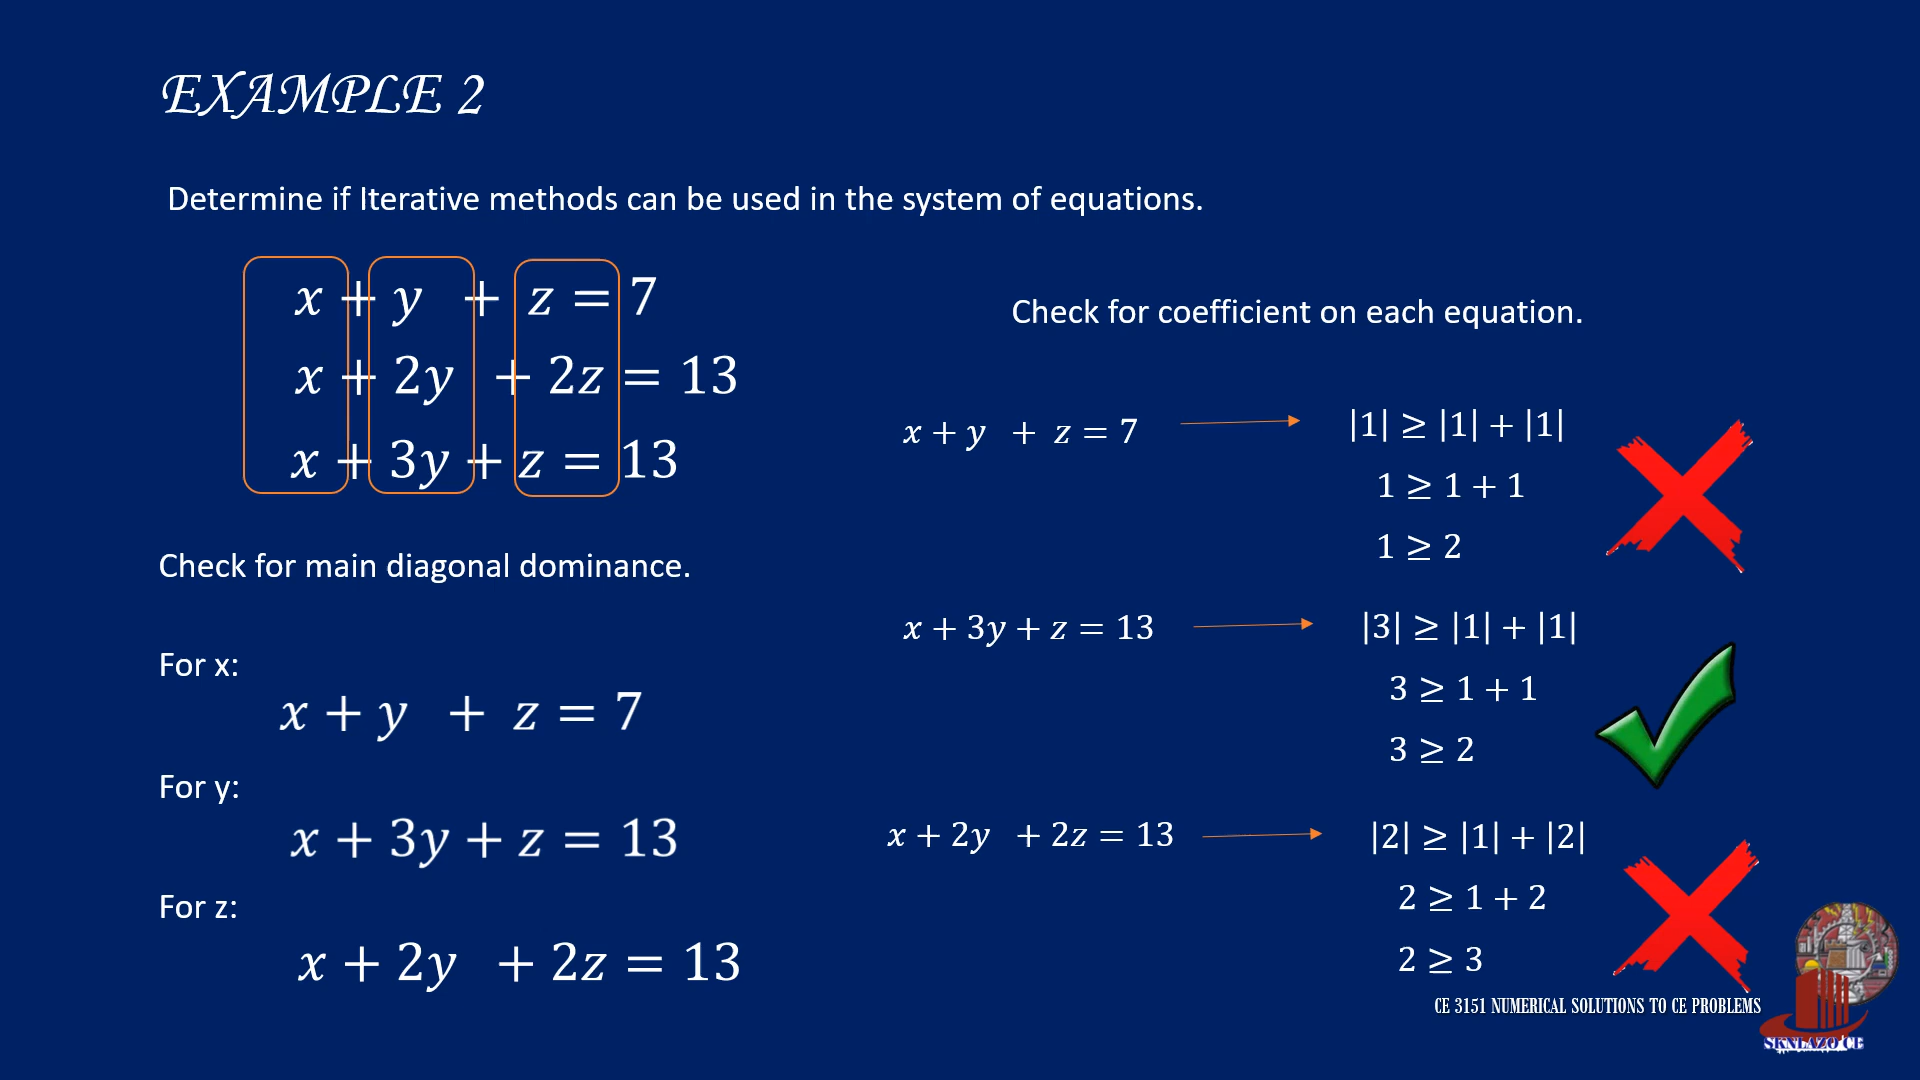 EXAMPLE 2
Determine if Iterative methods can be used in the system of equations.
x + y + z = 7
x + 2y + 2z = 13
x + 3y + z = 13
Check for main diagonal dominance.
For x:
x + y + z = 7
For y:
x + 3y + z = 13
For z:
x + 2y + 2z = 13
Check for coefficient on each equation.
x + y + z = 7
|1| ≥ |1| + |1|
1 ≥ 1 + 1
1 ≥ 2
x + 3y + z = 13
|3| ≥ |1| + |1|
3 ≥ 1 + 1
3 ≥ 2
x + 2y + 2z = 13
|2| ≥ |1| + |2|
2 ≥ 1 + 2
2 ≥ 3
CE 3151 NUMERICAL SOLUTIONS TO CE PROBLEMS
SKNLAZO CE